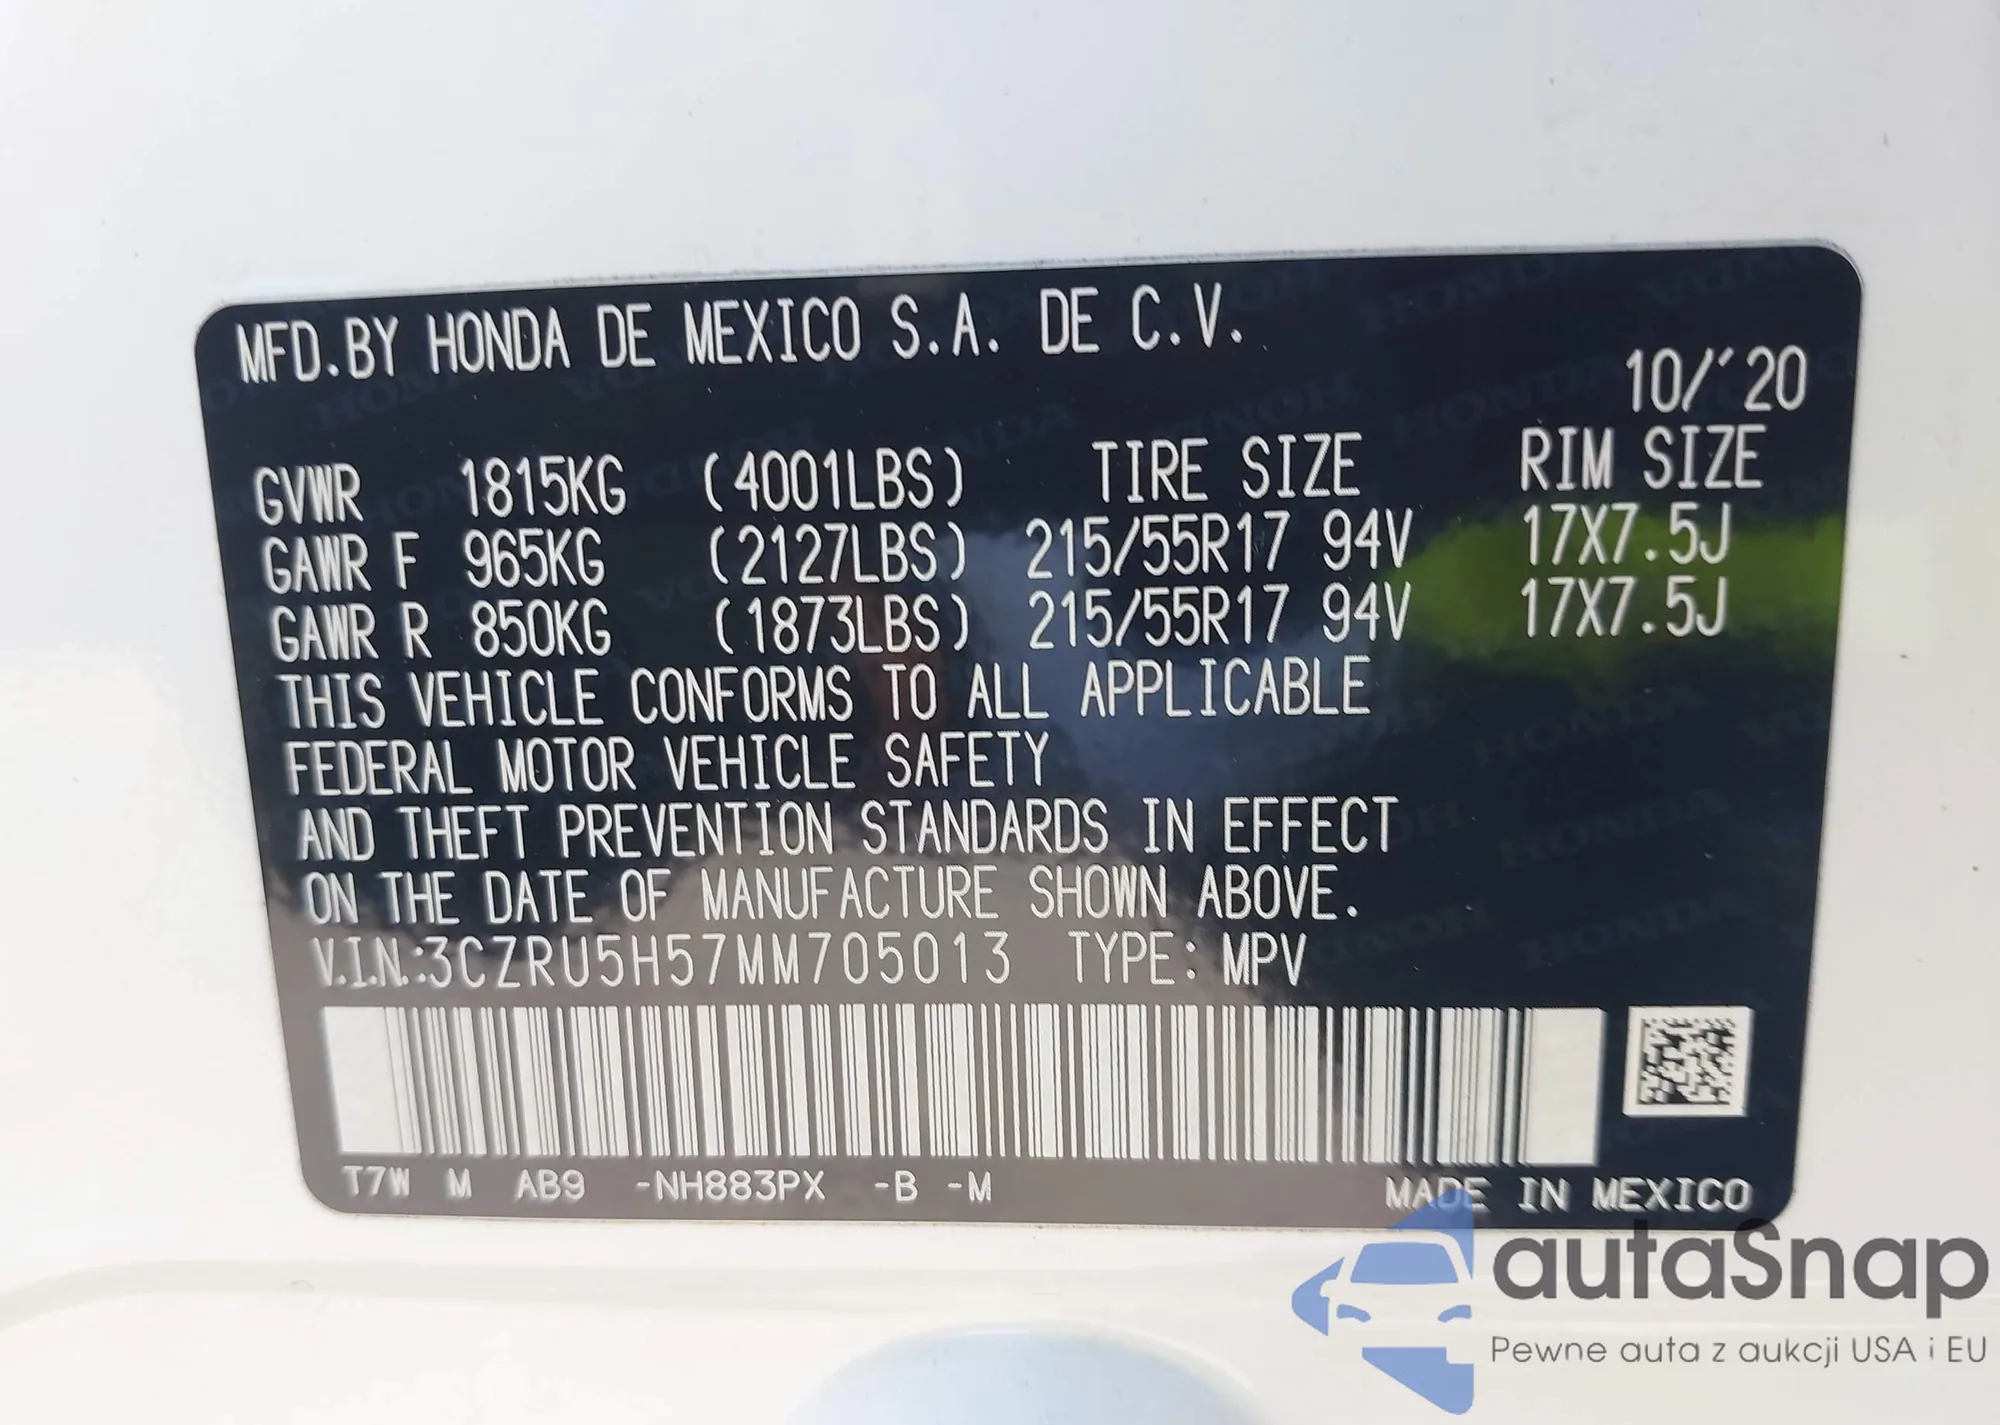 MFD.BY HONDA DE MEXICO S.A. DE C.V.
10/'20
GVWR 1815KG (4001LBS) TIRE SIZE RIM SIZE
GAWR F 965KG (2127LBS) 215/55R17 94V 17X7.5J
GAWR R 850KG (1873LBS) 215/55R17 94V 17X7.5J
THIS VEHICLE CONFORMS TO ALL APPLICABLE
FEDERAL MOTOR VEHICLE SAFETY
AND THEFT PREVENTION STANDARDS IN EFFECT
ON THE DATE OF MANUFACTURE SHOWN ABOVE.
V.I.N.:3CZRU5H57MM705013 TYPE: MPV
T7W M AB9 -NH883PX -B -M MADE IN MEXICO
autaSnap
Pewne auta z aukcji USA i EU